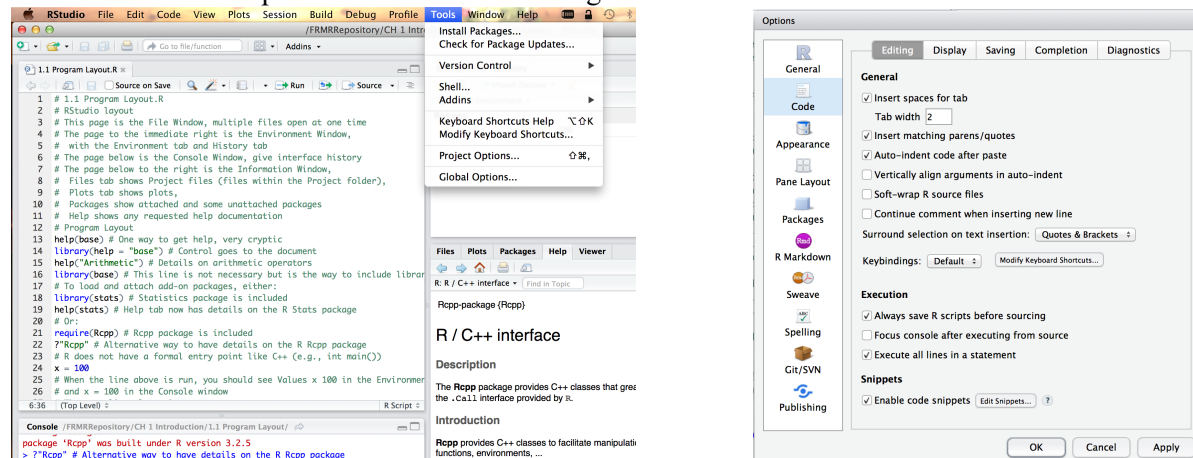 RStudio File Edit Code View Plots Session Build Debug Profile Tools Window Help
/FRMRRepository/CH 1 Intro
Go to file/function
Addins
1.1 Program Layout.R
Source on Save
Run
Source
1 # 1.1 Program Layout.R
2 # RStudio layout
3 # This page is the File Window, multiple files open at one time
4 # The page to the immediate right is the Environment Window,
5 # with the Environment tab and History tab
6 # The page below is the Console Window, give interface history
7 # The page below to the right is the Information Window,
8 # Files tab shows Project files (files within the Project folder),
9 # Plots tab shows plots,
10 # Packages show attached and some unattached packages
11 # Help shows any requested help documentation
12 # Program Layout
13 help(base) # One way to get help, very cryptic
14 library(help = "base") # Control goes to the document
15 help("Arithmetic") # Details on arithmetic operators
16 library(base) # This line is not necessary but is the way to include librar
17 # To load and attach add-on packages, either:
18 library(stats) # Statistics package is included
19 help(stats) # Help tab now has details on the R Stats package
20 # Or:
21 require(Rcpp) # Rcpp package is included
22 ?"Rcpp" # Alternative way to have details on the R Rcpp package
23 # R does not have a formal entry point like C++ (e.g., int main())
24 x = 100
25 # When the line above is run, you should see Values x 100 in the Environmen
26 # and x = 100 in the Console window
6:36 (Top Level)
R Script
Console /FRMRRepository/CH 1 Introduction/1.1 Program Layout/
package 'Rcpp' was built under R version 3.2.5
> ?"Rcpp" # Alternative way to have details on the R Rcpp package
Install Packages...
Check for Package Updates...
Version Control
Shell...
Addins
Keyboard Shortcuts Help ⌥⇧K
Modify Keyboard Shortcuts...
Project Options... ⇧⌘,
Global Options...
Files Plots Packages Help Viewer
R: R / C++ interface
Find in Topic
Rcpp-package {Rcpp}
R / C++ interface
Description
The Rcpp package provides C++ classes that grea
the .Call interface provided by R.
Introduction
Rcpp provides C++ classes to facilitate manipulati
functions, environments, ...
Options
General
Code
Appearance
Pane Layout
Packages
Rmd
R Markdown
Sweave
ABC
Spelling
Git/SVN
Publishing
Editing Display Saving Completion Diagnostics
General
Insert spaces for tab
Tab width 2
Insert matching parens/quotes
Auto-indent code after paste
Vertically align arguments in auto-indent
Soft-wrap R source files
Continue comment when inserting new line
Surround selection on text insertion: Quotes & Brackets
Keybindings: Default Modify Keyboard Shortcuts...
Execution
Always save R scripts before sourcing
Focus console after executing from source
Execute all lines in a statement
Snippets
Enable code snippets Edit Snippets... ?
OK Cancel Apply